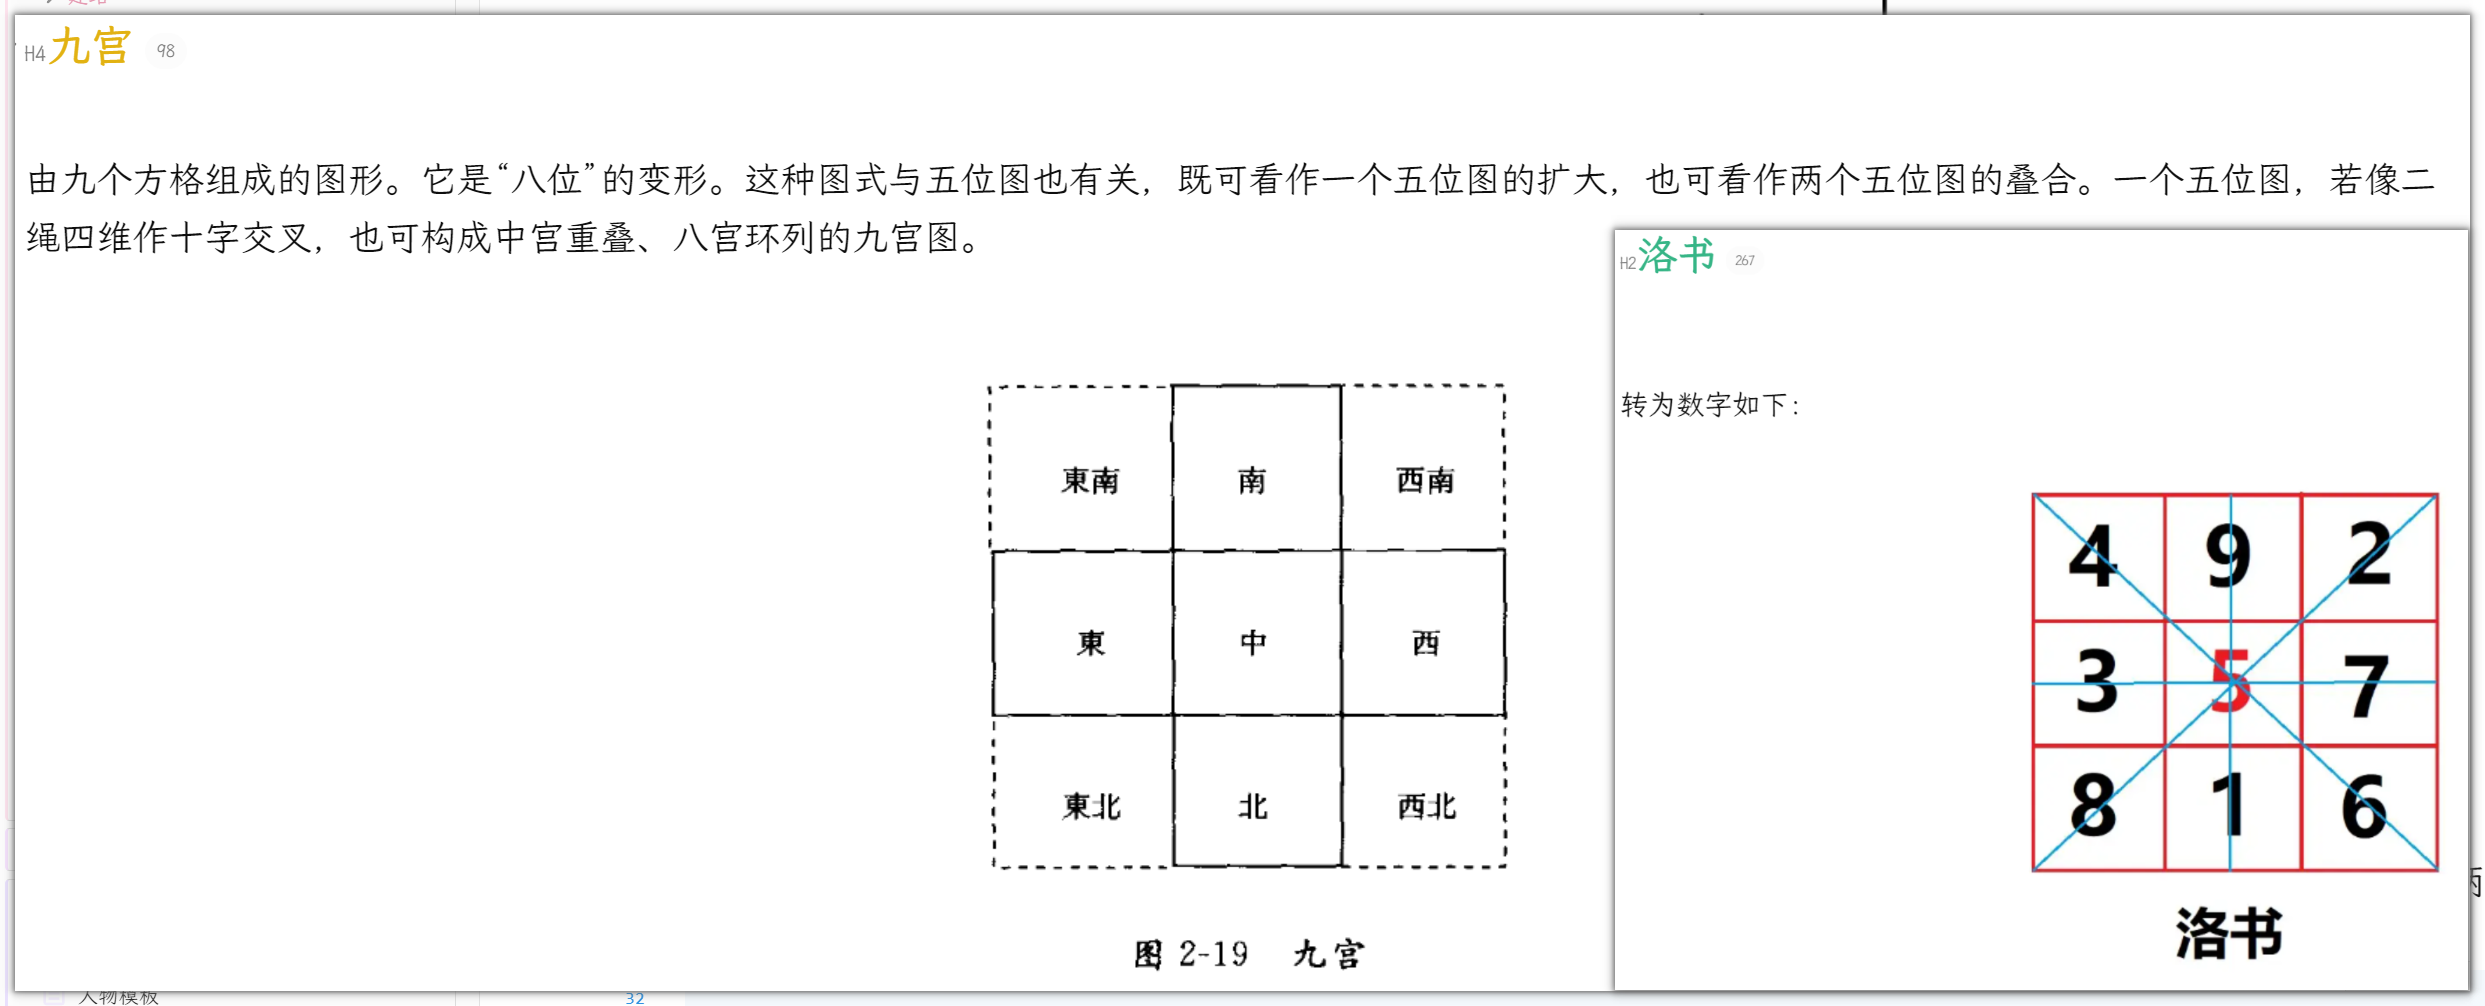 H4九宫 98
由九个方格组成的图形。它是“八位”的变形。这种图式与五位图也有关，既可看作一个五位图的扩大，也可看作两个五位图的叠合。一个五位图，若像二
绳四维作十字交叉，也可构成中宫重叠、八宫环列的九宫图。
東南 南 西南
東 中 西
東北 北 西北
图 2-19 九宫
H2洛书 267
转为数字如下：
4 9 2
3 5 7
8 1 6
洛书
人物模板 32